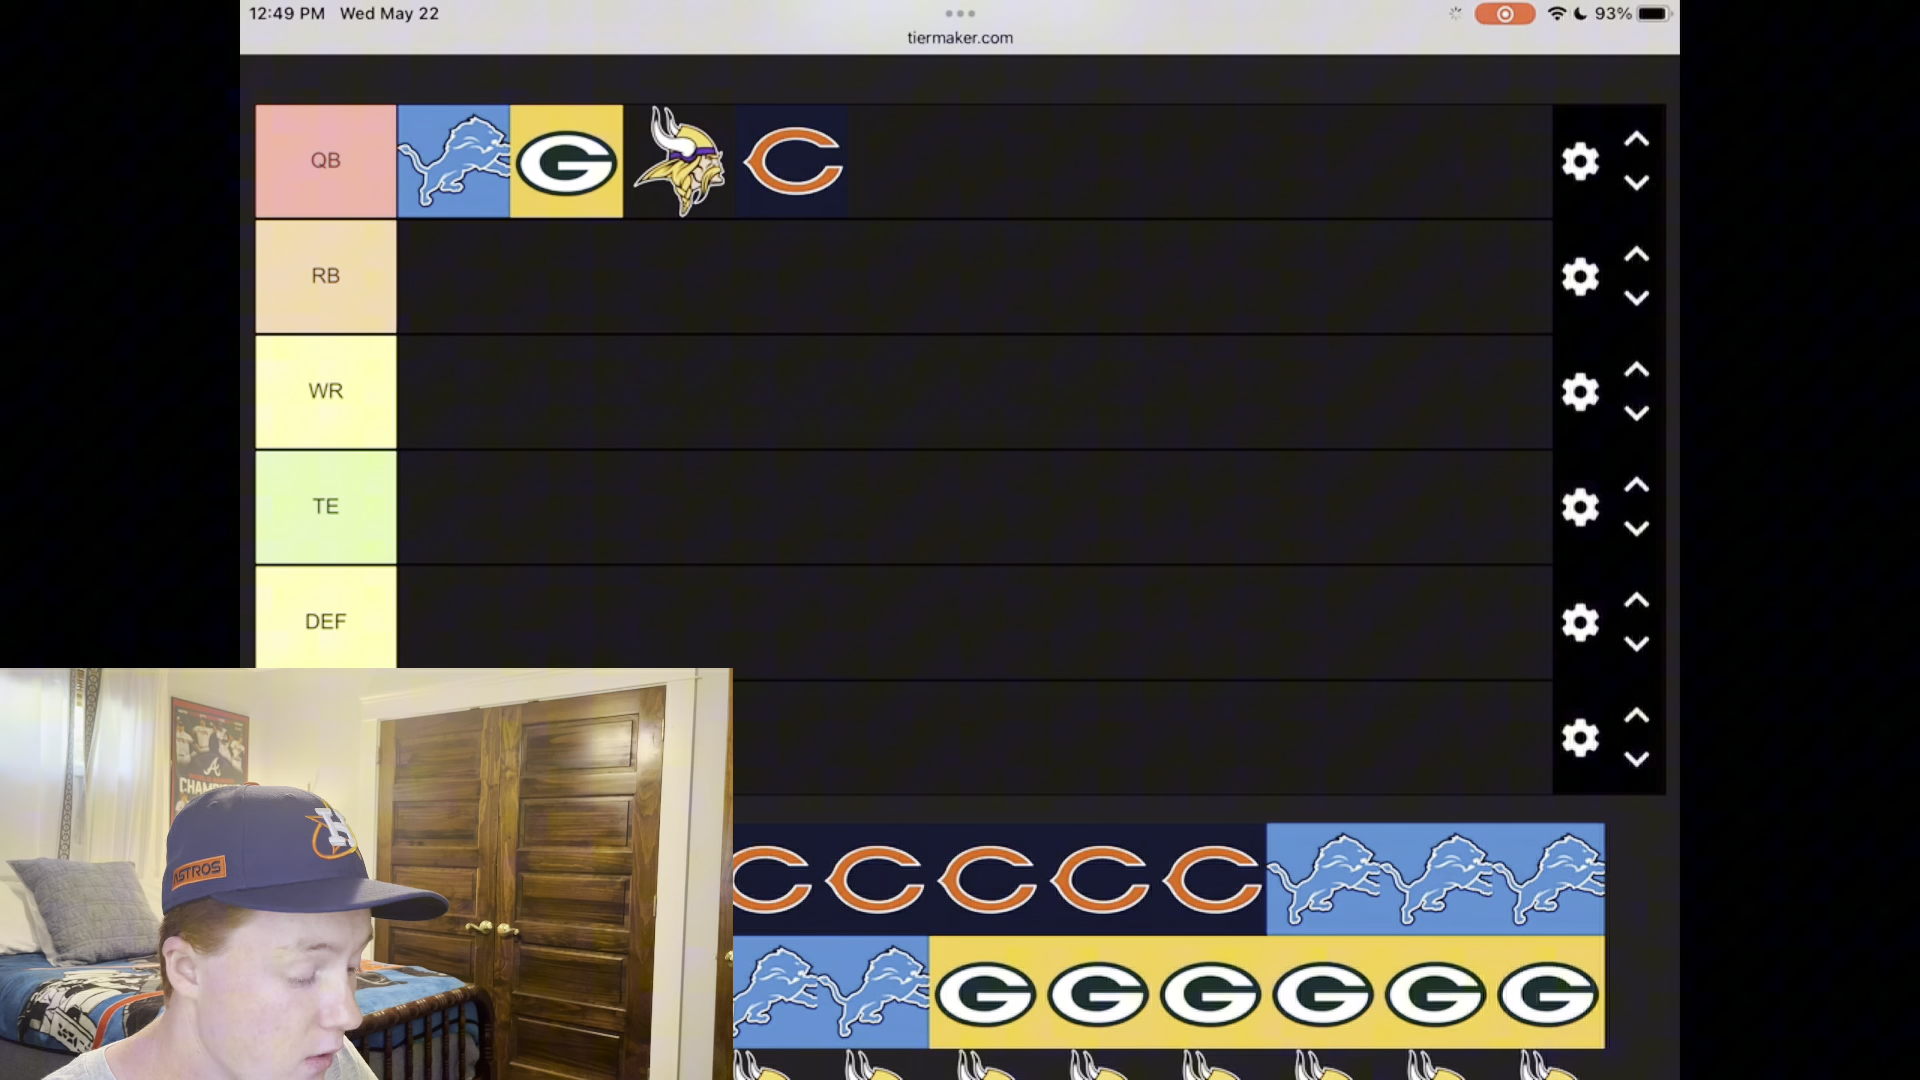 12:49 PM Wed May 22
93%
tiermaker.com
QB
RB
WR
TE
DEF
A
ASTROS